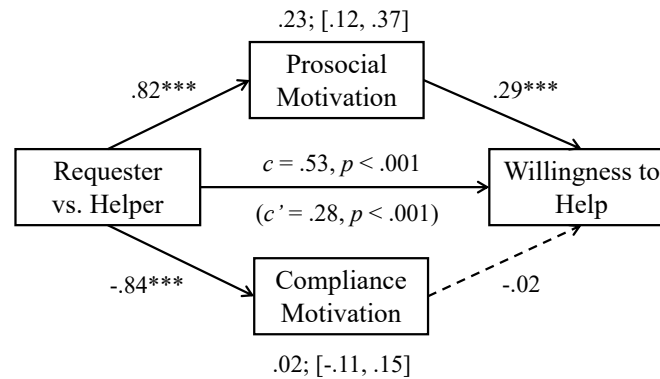 .23; [.12, .37]
Prosocial
Motivation
.82***
.29***
Requester
vs. Helper
c = .53, p < .001
(c’ = .28, p < .001)
Willingness to
Help
-.84***
Compliance
Motivation
-.02
.02; [-.11, .15]